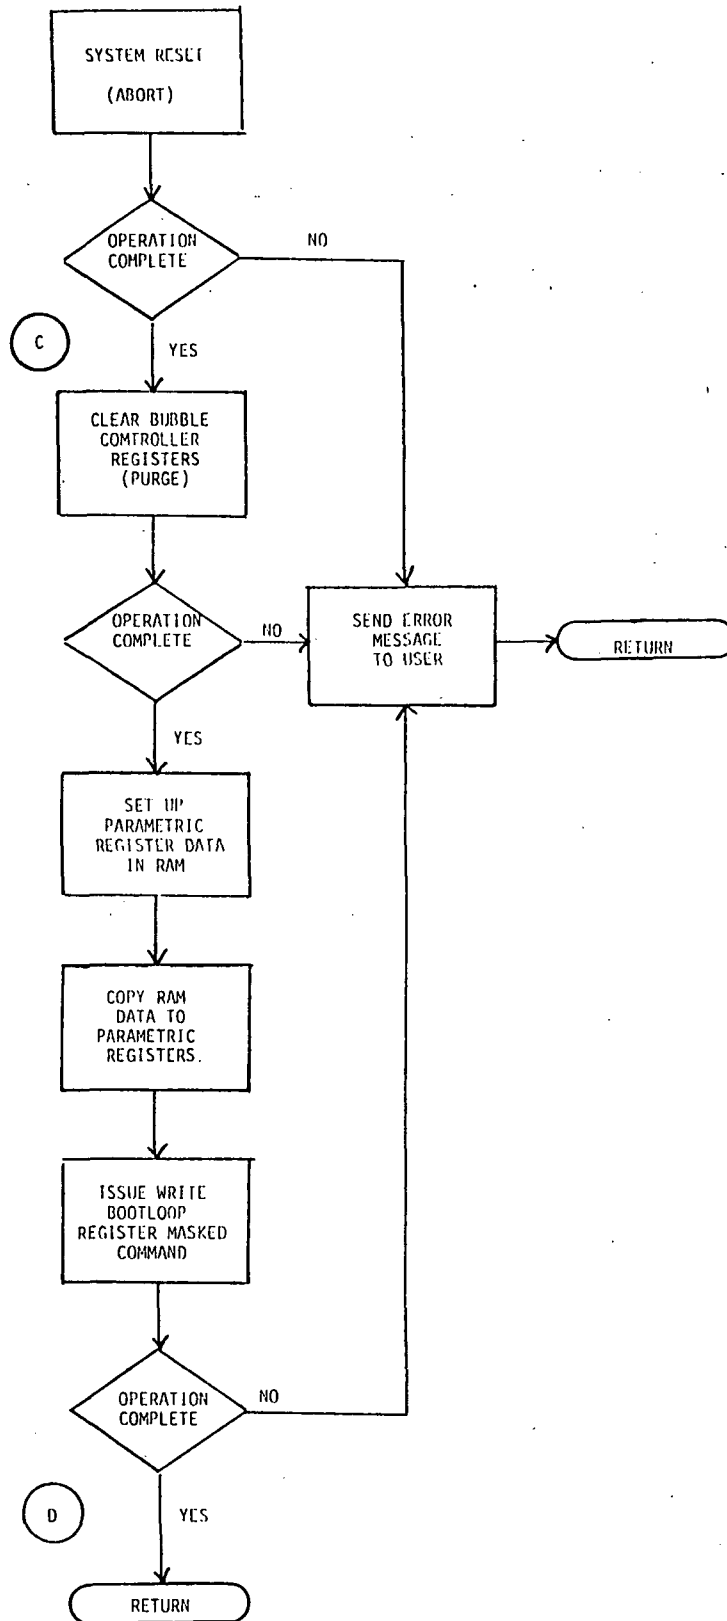 SYSTEM RESET
(ABORT)
OPERATION
COMPLETE
NO
C
YES
CLEAR BUBBLE
COMTROLLER
REGISTERS
(PURGE)
OPERATION
COMPLETE
NO
SEND ERROR
MESSAGE
TO USER
RETURN
YES
SET UP
PARAMETRIC
REGISTER DATA
IN RAM
COPY RAM
DATA TO
PARAMETRIC
REGISTERS.
ISSUE WRITE
BOOTLOOP
REGISTER MASKED
COMMAND
OPERATION
COMPLETE
NO
D
YES
RETURN